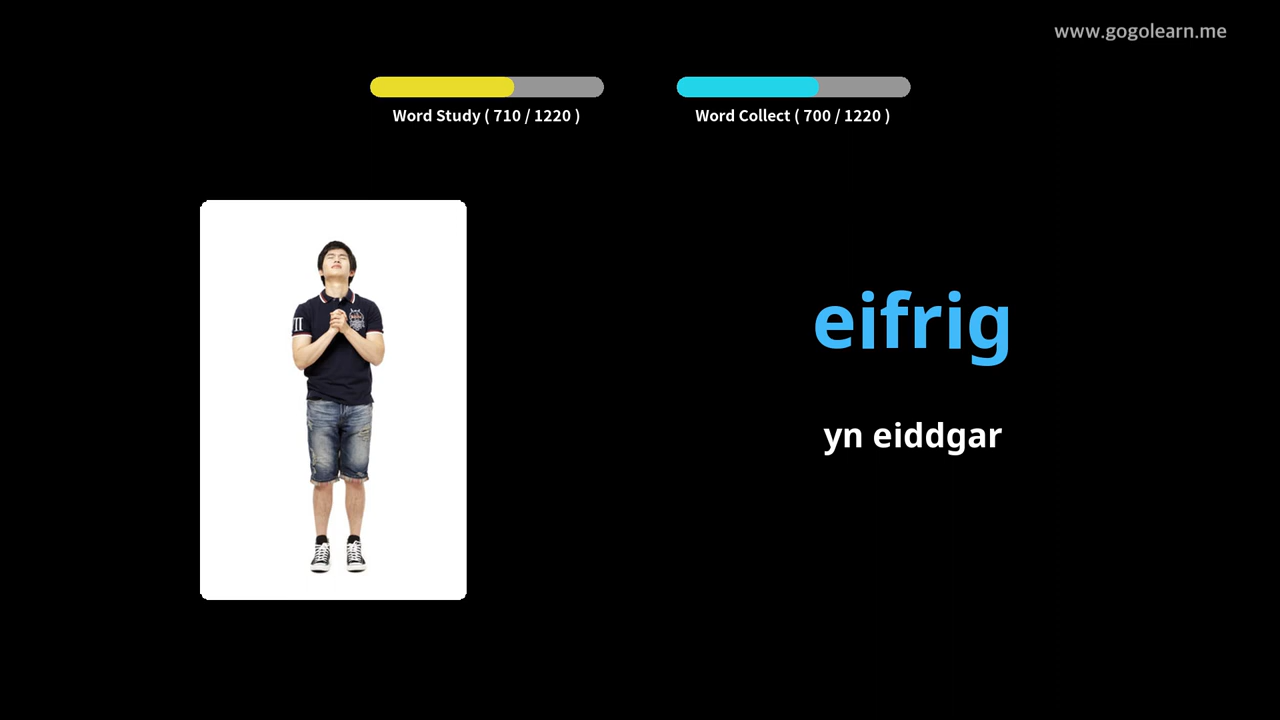 www.gogolearn.me
Word Study ( 710 / 1220 )
Word Collect ( 700 / 1220 )
eifrig
yn eiddgar